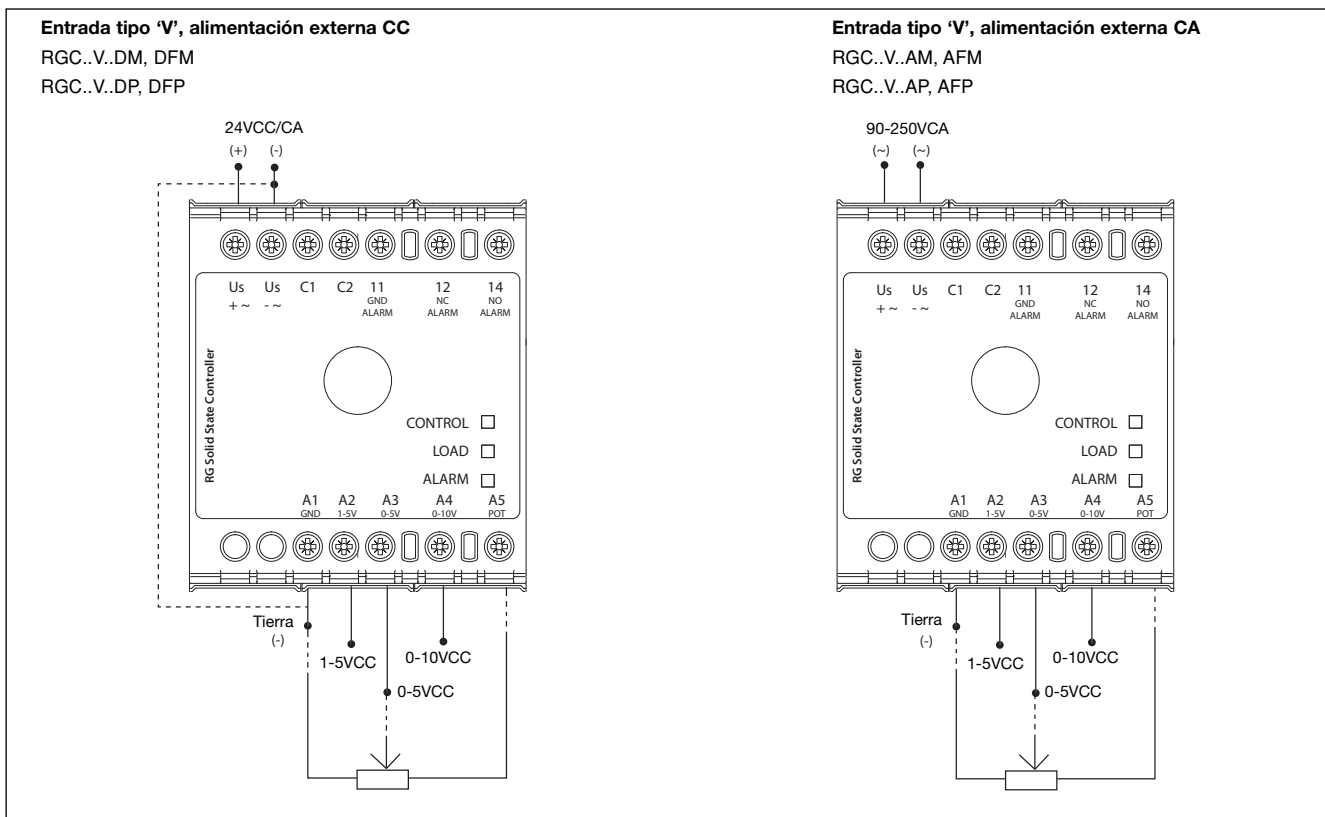 Entrada tipo ‘V’, alimentación externa CC
RGC..V..DM, DFM
RGC..V..DP, DFP
24VCC/CA
(+) (-)
Us Us C1 C2 11 12 14
+ ~ - ~ GND NC NO
ALARM ALARM ALARM
RG Solid State Controller
CONTROL
LOAD
ALARM
A1 A2 A3 A4 A5
GND 1-5V 0-5V 0-10V POT
Tierra
(-)
1-5VCC
0-10VCC
0-5VCC
Entrada tipo ‘V’, alimentación externa CA
RGC..V..AM, AFM
RGC..V..AP, AFP
90-250VCA
(~) (~)
Us Us C1 C2 11 12 14
+ ~ - ~ GND NC NO
ALARM ALARM ALARM
RG Solid State Controller
CONTROL
LOAD
ALARM
A1 A2 A3 A4 A5
GND 1-5V 0-5V 0-10V POT
Tierra
(-)
1-5VCC
0-10VCC
0-5VCC